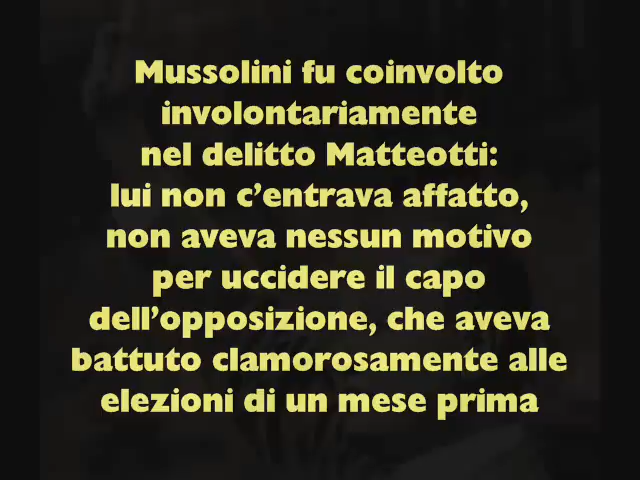 Mussolini fu coinvolto
involontariamente
nel delitto Matteotti:
lui non c’entrava affatto,
non aveva nessun motivo
per uccidere il capo
dell’opposizione, che aveva
battuto clamorosamente alle
elezioni di un mese prima